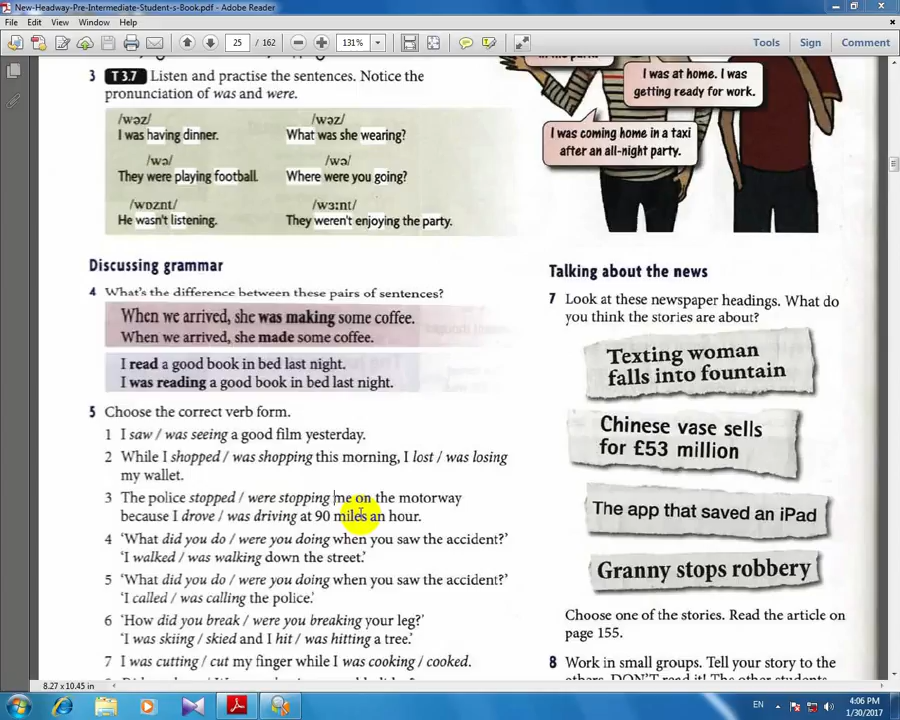 New-Headway-Pre-Intermediate-Student-s-Book.pdf - Adobe Reader
File Edit View Window Help
25 / 162 131% Tools Sign Comment
3 T 3.7 Listen and practise the sentences. Notice the
pronunciation of was and were.
/wəz/ /wəz/
I was having dinner. What was she wearing?
/wə/ /wə/
They were playing football. Where were you going?
/wɒznt/ /wɜːnt/
He wasn't listening. They weren't enjoying the party.
I was at home. I was
getting ready for work.
I was coming home in a taxi
after an all-night party.
Discussing grammar
4 What's the difference between these pairs of sentences?
When we arrived, she was making some coffee.
When we arrived, she made some coffee.
I read a good book in bed last night.
I was reading a good book in bed last night.
5 Choose the correct verb form.
1 I saw / was seeing a good film yesterday.
2 While I shopped / was shopping this morning, I lost / was losing
my wallet.
3 The police stopped / were stopping me on the motorway
because I drove / was driving at 90 miles an hour.
4 'What did you do / were you doing when you saw the accident?'
'I walked / was walking down the street.'
5 'What did you do / were you doing when you saw the accident?'
'I called / was calling the police.'
6 'How did you break / were you breaking your leg?'
'I was skiing / skied and I hit / was hitting a tree.'
7 I was cutting / cut my finger while I was cooking / cooked.
Talking about the news
7 Look at these newspaper headings. What do
you think the stories are about?
Texting woman
falls into fountain
Chinese vase sells
for £53 million
The app that saved an iPad
Granny stops robbery
Choose one of the stories. Read the article on
page 155.
8 Work in small groups. Tell your story to the
others. DON'T read it! The other students
8.27 x 10.45 in
EN 4:06 PM
1/30/2017